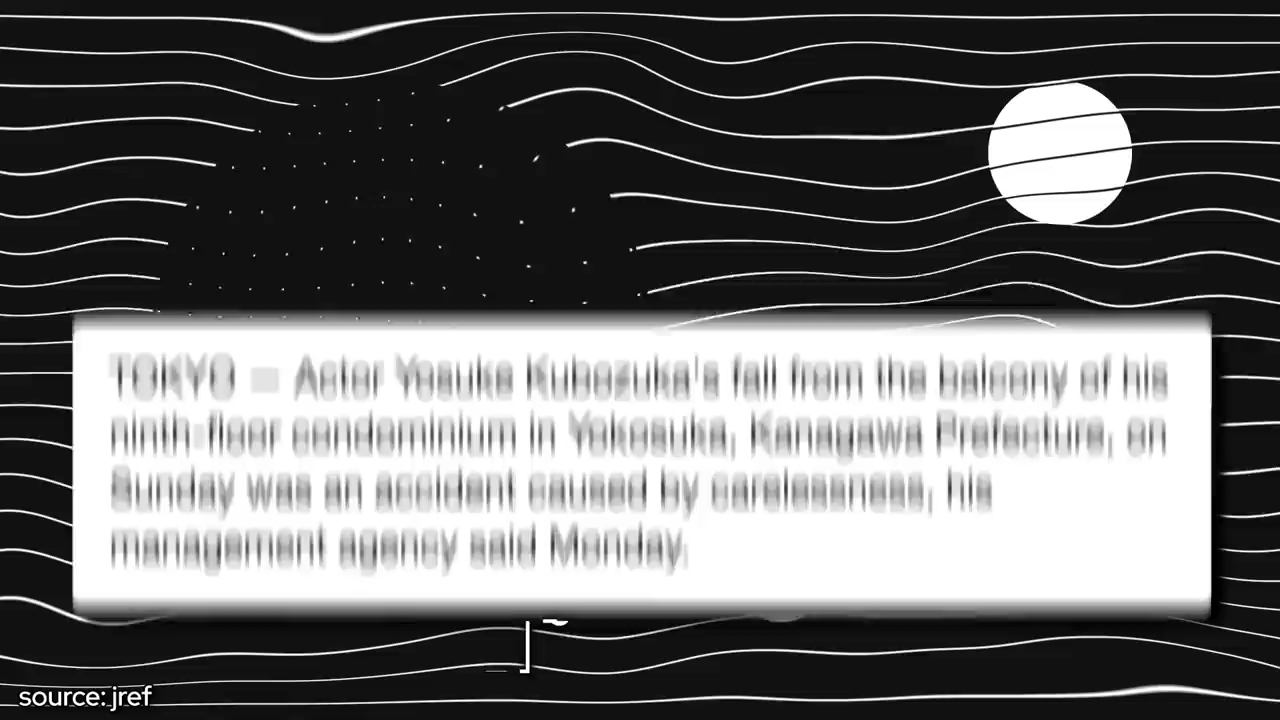 TOKYO — Actor Yosuke Kubozuka's fall from the balcony of his
ninth-floor condominium in Yokosuka, Kanagawa Prefecture, on
Sunday was an accident caused by carelessness, his
management agency said Monday.
source: jref